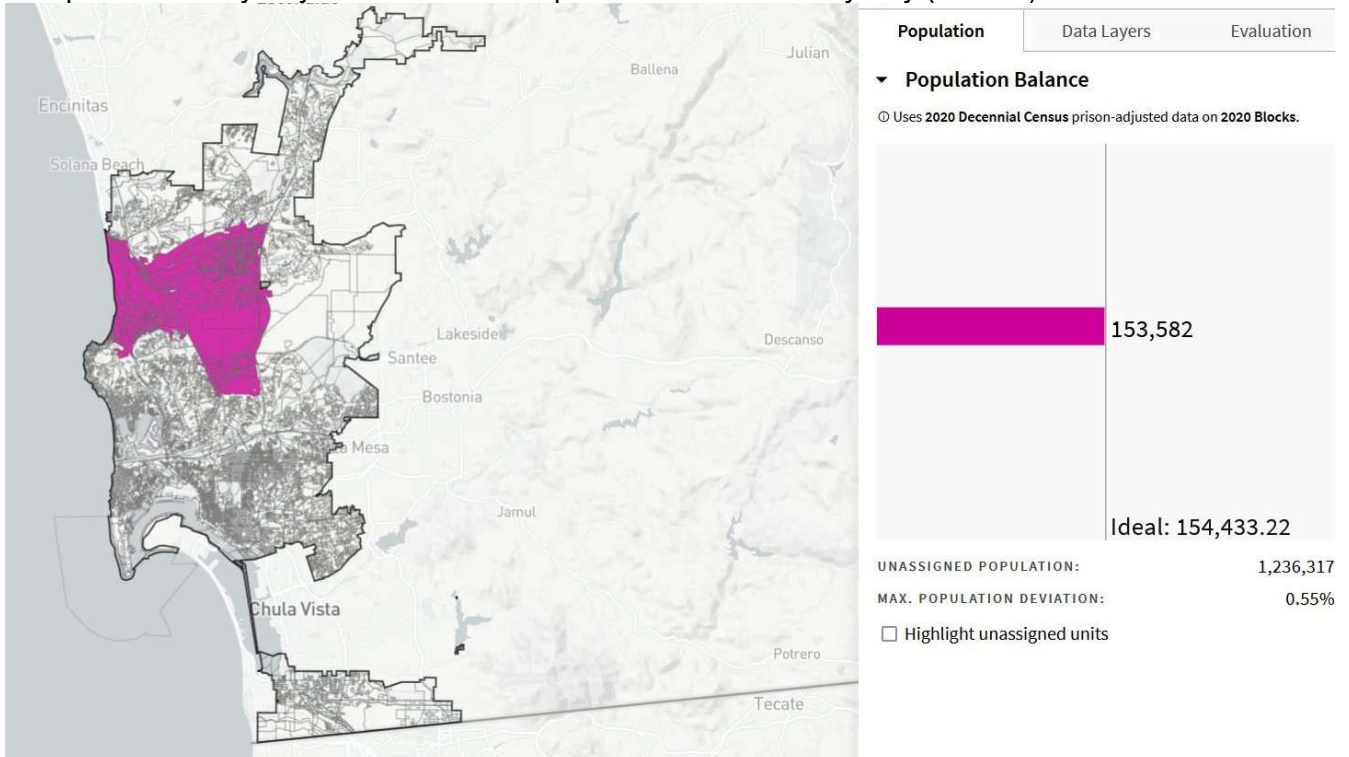 Julian
Ballena
Encinitas
Solana Beach
Lakeside
Descanso
Santee
Bostonia
Mesa
Jamul
Chula Vista
Potrero
Tecate
Population
Data Layers
Evaluation
Population Balance
Uses 2020 Decennial Census prison-adjusted data on 2020 Blocks.
153,582
Ideal: 154,433.22
UNASSIGNED POPULATION: 1,236,317
MAX. POPULATION DEVIATION: 0.55%
Highlight unassigned units